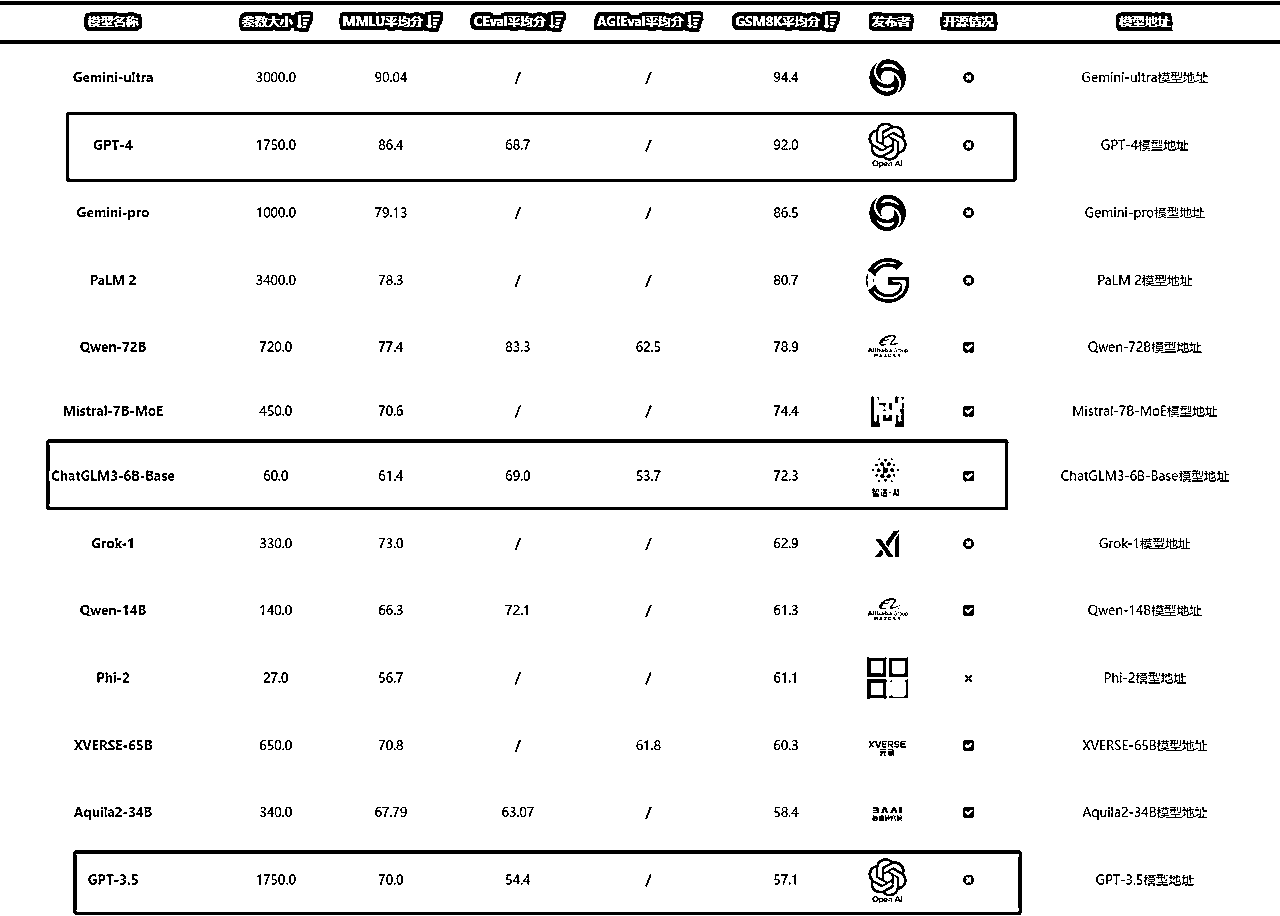 模型名称 参数大小 MMLU平均分 CEval平均分 AGIEval平均分 GSM8K平均分 发布者 开源情况 模型地址
Gemini-ultra 3000.0 90.04 / / 94.4 Gemini-ultra模型地址
GPT-4 1750.0 86.4 68.7 / 92.0 Open AI GPT-4模型地址
Gemini-pro 1000.0 79.13 / / 86.5 Gemini-pro模型地址
PaLM 2 3400.0 78.3 / / 80.7 PaLM 2模型地址
Qwen-72B 720.0 77.4 83.3 62.5 78.9 Alibaba Group Qwen-72B模型地址
Mistral-7B-MoE 450.0 70.6 / / 74.4 Mistral-7B-MoE模型地址
ChatGLM3-6B-Base 60.0 61.4 69.0 53.7 72.3 智谱·AI ChatGLM3-6B-Base模型地址
Grok-1 330.0 73.0 / / 62.9 Grok-1模型地址
Qwen-14B 140.0 66.3 72.1 / 61.3 Alibaba Group Qwen-14B模型地址
Phi-2 27.0 56.7 / / 61.1 Phi-2模型地址
XVERSE-65B 650.0 70.8 / 61.8 60.3 XVERSE 元象 XVERSE-65B模型地址
Aquila2-34B 340.0 67.79 63.07 / 58.4 BAAI Aquila2-34B模型地址
GPT-3.5 1750.0 70.0 54.4 / 57.1 Open AI GPT-3.5模型地址